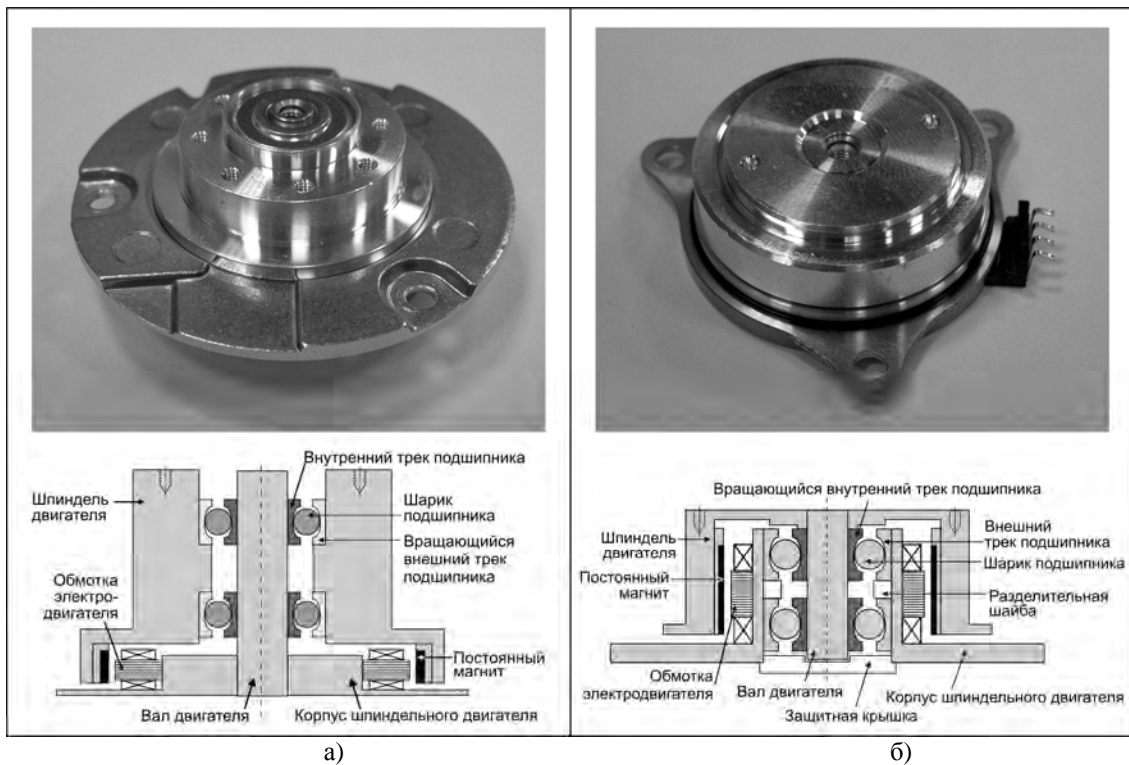 Внутренний трек подшипника
Шпиндель
двигателя
Шарик
подшипника
Вращающийся
внешний трек
подшипника
Обмотка
электро-
двигателя
Постоянный
магнит
Вал двигателя
Корпус шпиндельного двигателя
а)
Вращающийся внутренний трек подшипника
Шпиндель
двигателя
Внешний
трек подшипника
Постоянный
магнит
Шарик подшипника
Разделительная
шайба
Обмотка
электродвигателя
Вал двигателя
Корпус шпиндельного двигателя
Защитная крышка
б)